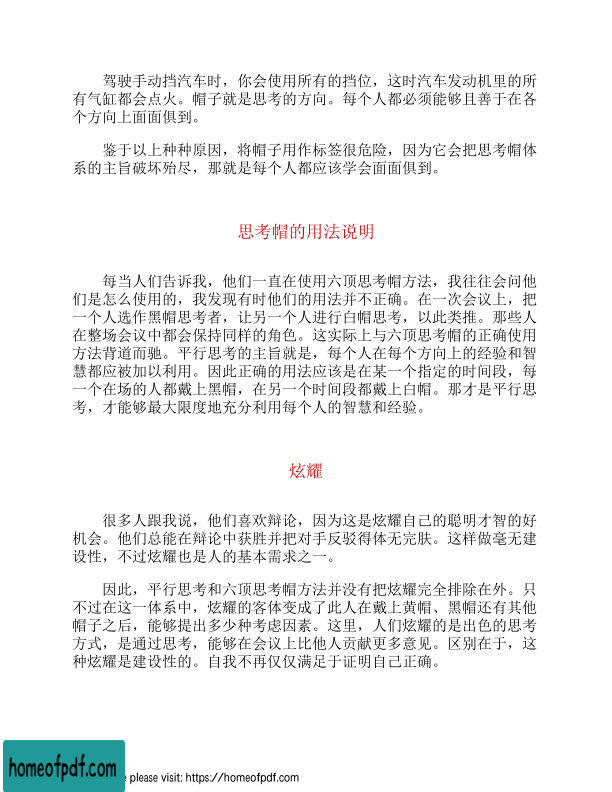 驾驶手动挡汽车时，你会使用所有的挡位，这时汽车发动机里的所
有气缸都会点火。帽子就是思考的方向。每个人都必须能够且善于在各
个方向上面面俱到。
鉴于以上种种原因，将帽子用作标签很危险，因为它会把思考帽体
系的主旨破坏殆尽，那就是每个人都应该学会面面俱到。
思考帽的用法说明
每当人们告诉我，他们一直在使用六顶思考帽方法，我往往会问他
们是怎么使用的，我发现有时他们的用法并不正确。在一次会议上，把
一个人选作黑帽思考者，让另一个人进行白帽思考，以此类推。那些人
在整场会议中都会保持同样的角色。这实际上与六顶思考帽的正确使用
方法背道而驰。平行思考的主旨就是，每个人在每个方向上的经验和智
慧都应被加以利用。因此正确的用法应该是在某一个指定的时间段，每
一个在场的人都戴上黑帽，在另一个时间段都戴上白帽。那才是平行思
考，才能够最大限度地充分利用每个人的智慧和经验。
炫耀
很多人跟我说，他们喜欢辩论，因为这是炫耀自己的聪明才智的好
机会。他们总能在辩论中获胜并把对手反驳得体无完肤。这样做毫无建
设性，不过炫耀也是人的基本需求之一。
因此，平行思考和六顶思考帽方法并没有把炫耀完全排除在外。只
不过在这一体系中，炫耀的客体变成了此人在戴上黄帽、黑帽还有其他
帽子之后，能够提出多少种考虑因素。这里，人们炫耀的是出色的思考
方式，是通过思考，能够在会议上比他人贡献更多意见。区别在于，这
种炫耀是建设性的。自我不再仅仅满足于证明自己正确。
homeofpdf.com
please visit: https://homeofpdf.com